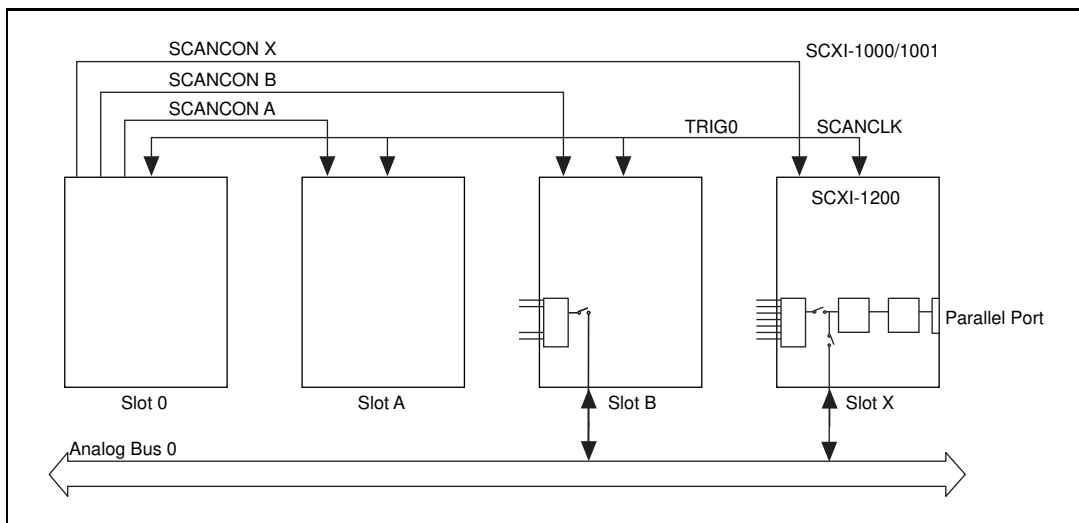 SCANCON X
SCXI-1000/1001
SCANCON B
SCANCON A
TRIG0
SCANCLK
SCXI-1200
Parallel Port
Slot 0
Slot A
Slot B
Slot X
Analog Bus 0